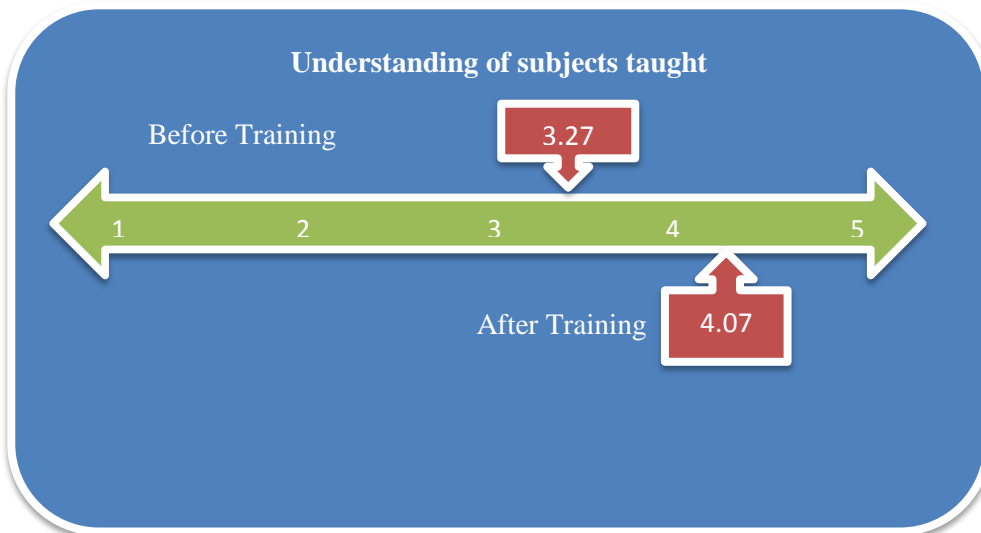 Understanding of subjects taught
Before Training
3.27
1 2 3 4 5
After Training
4.07